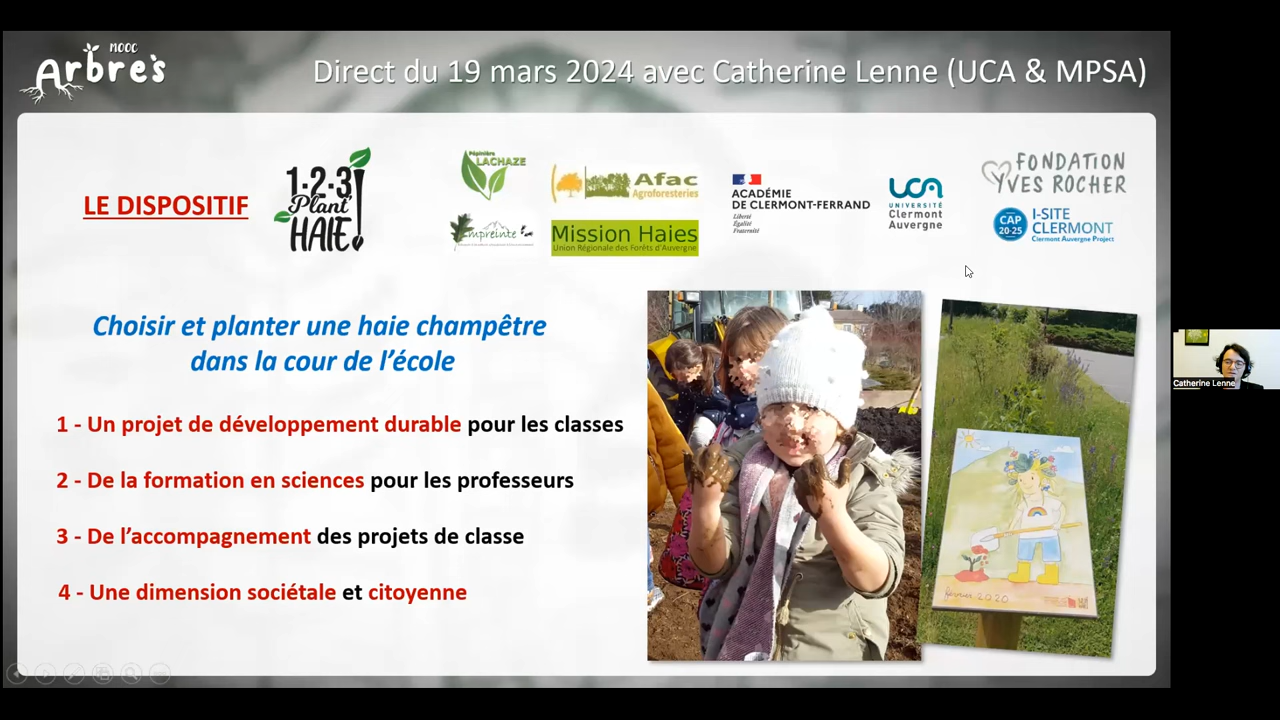 MOOC
Arbre's
Direct du 19 mars 2024 avec Catherine Lenne (UCA & MPSA)
LE DISPOSITIF
1·2·3
Plant
HAIE!
Pépinière
LACHAZE
Empreinte
Afac
Agroforesteries
Mission Haies
Union Régionale des Forêts d'Auvergne
ACADÉMIE
DE CLERMONT-FERRAND
Liberté
Égalité
Fraternité
UCA
UNIVERSITÉ
Clermont
Auvergne
FONDATION
YVES ROCHER
CAP
20-25
I-SITE
CLERMONT
Clermont Auvergne Project
Choisir et planter une haie champêtre
dans la cour de l'école
1 - Un projet de développement durable pour les classes
2 - De la formation en sciences pour les professeurs
3 - De l'accompagnement des projets de classe
4 - Une dimension sociétale et citoyenne
février 2020
Catherine Lenne